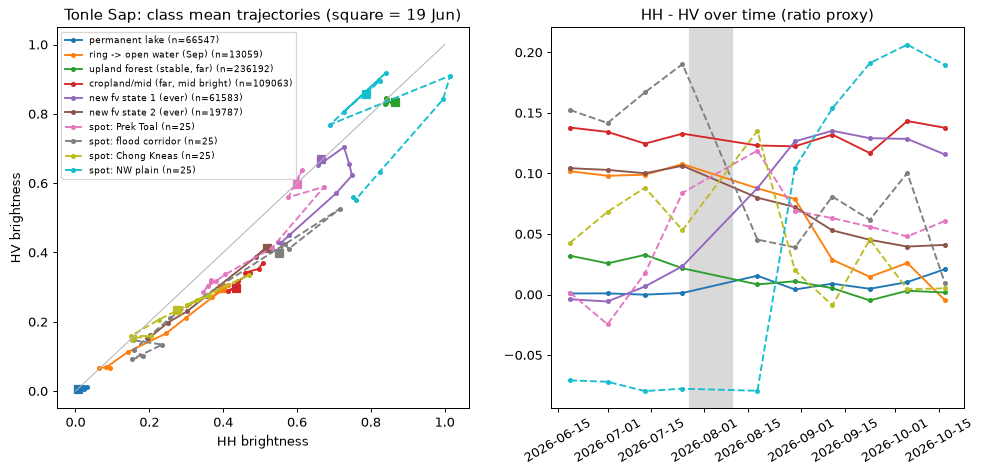 Tonle Sap: class mean trajectories (square = 19 Jun)
permanent lake (n=66547)
ring -> open water (Sep) (n=13059)
upland forest (stable, far) (n=236192)
cropland/mid (far, mid bright) (n=109063)
new fv state 1 (ever) (n=61583)
new fv state 2 (ever) (n=19787)
spot: Prek Toal (n=25)
spot: flood corridor (n=25)
spot: Chong Kneas (n=25)
spot: NW plain (n=25)
HV brightness
1.0
0.8
0.6
0.4
0.2
0.0
0.0 0.2 0.4 0.6 0.8 1.0
HH brightness
HH - HV over time (ratio proxy)
0.20
0.15
0.10
0.05
0.00
−0.05
2026-06-15 2026-07-01 2026-07-15 2026-08-01 2026-08-15 2026-09-01 2026-09-15 2026-10-01 2026-10-15